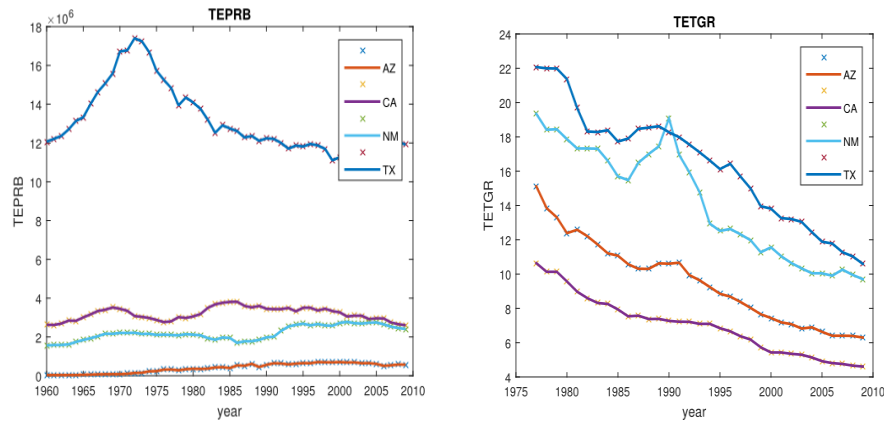 TEPRB
×10⁶
18
16
14
12
10
8
6
4
2
0
TEPRB
1960 1965 1970 1975 1980 1985 1990 1995 2000 2005 2010
year
AZ
CA
NM
TX
TETGR
24
22
20
18
16
14
12
10
8
6
4
TETGR
1975 1980 1985 1990 1995 2000 2005 2010
year
AZ
CA
NM
TX